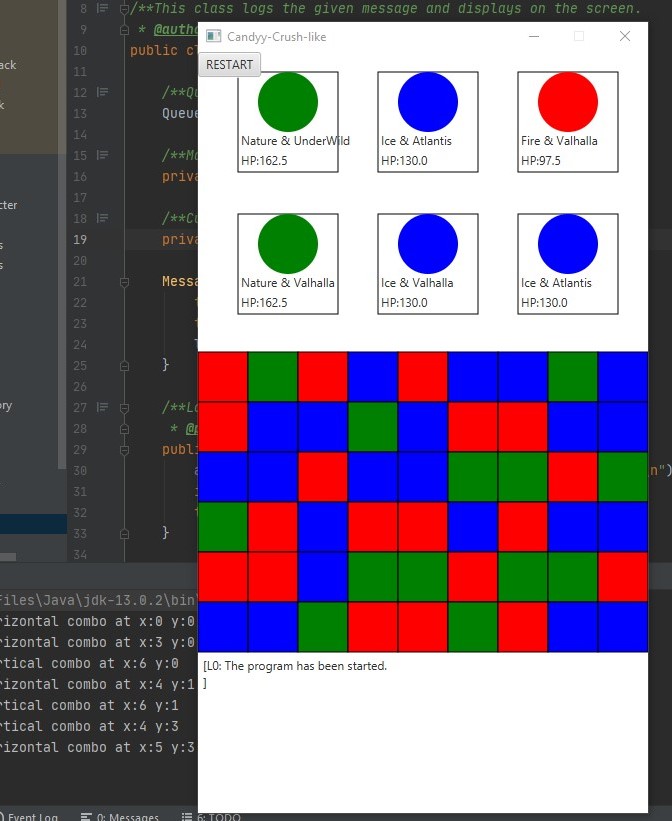 8 /**This class logs the given message and displays on the screen.
9 * @autho
10 public cl
11
12 /**Qu
13 Queue
14
15 /**Ma
16 priva
17
18 /**Cu
19 priva
20
21 Messa
22
23
24
25 }
26
27 /**Lo
28 * @p
29 publi
30 a n")
31
32
33 }
34
ack
k
cter
s
s
ory
Candyy-Crush-like
RESTART
Nature & UnderWild
HP:162.5
Ice & Atlantis
HP:130.0
Fire & Valhalla
HP:97.5
Nature & Valhalla
HP:162.5
Ice & Valhalla
HP:130.0
Ice & Atlantis
HP:130.0
[L0: The program has been started.
]
Files\Java\jdk-13.0.2\bin\
rizontal combo at x:0 y:0
rizontal combo at x:3 y:0
rtical combo at x:6 y:0
rizontal combo at x:4 y:1
rtical combo at x:6 y:1
rtical combo at x:4 y:3
rizontal combo at x:5 y:3
Event Log
0: Messages
6: TODO